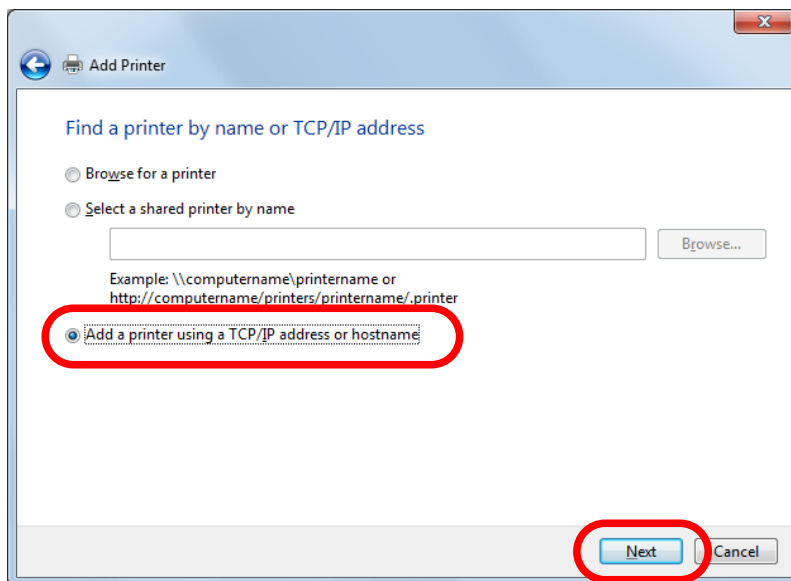 Add Printer
Find a printer by name or TCP/IP address
Browse for a printer
Select a shared printer by name
Browse...
Example: \\computername\printername or
http://computername/printers/printername/.printer
Add a printer using a TCP/IP address or hostname
Next
Cancel